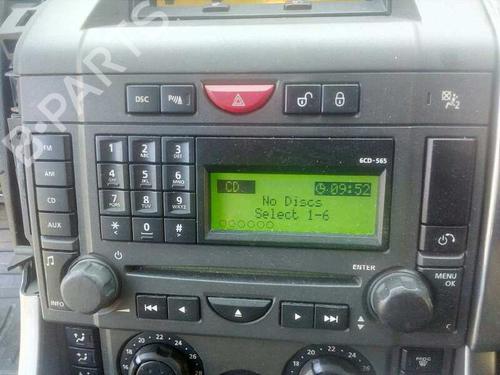 B-PARTS
DSC
6CD-565
FM
AM
CD
AUX
1 2 ABC 3 DEF
4 GHI 5 JKL 6 MNO
7 PQRS 8 TUV 9 WXYZ
* 0 #
CD
09:52
No Discs
Select 1-6
INFO
ENTER
MENU
OK
PROG